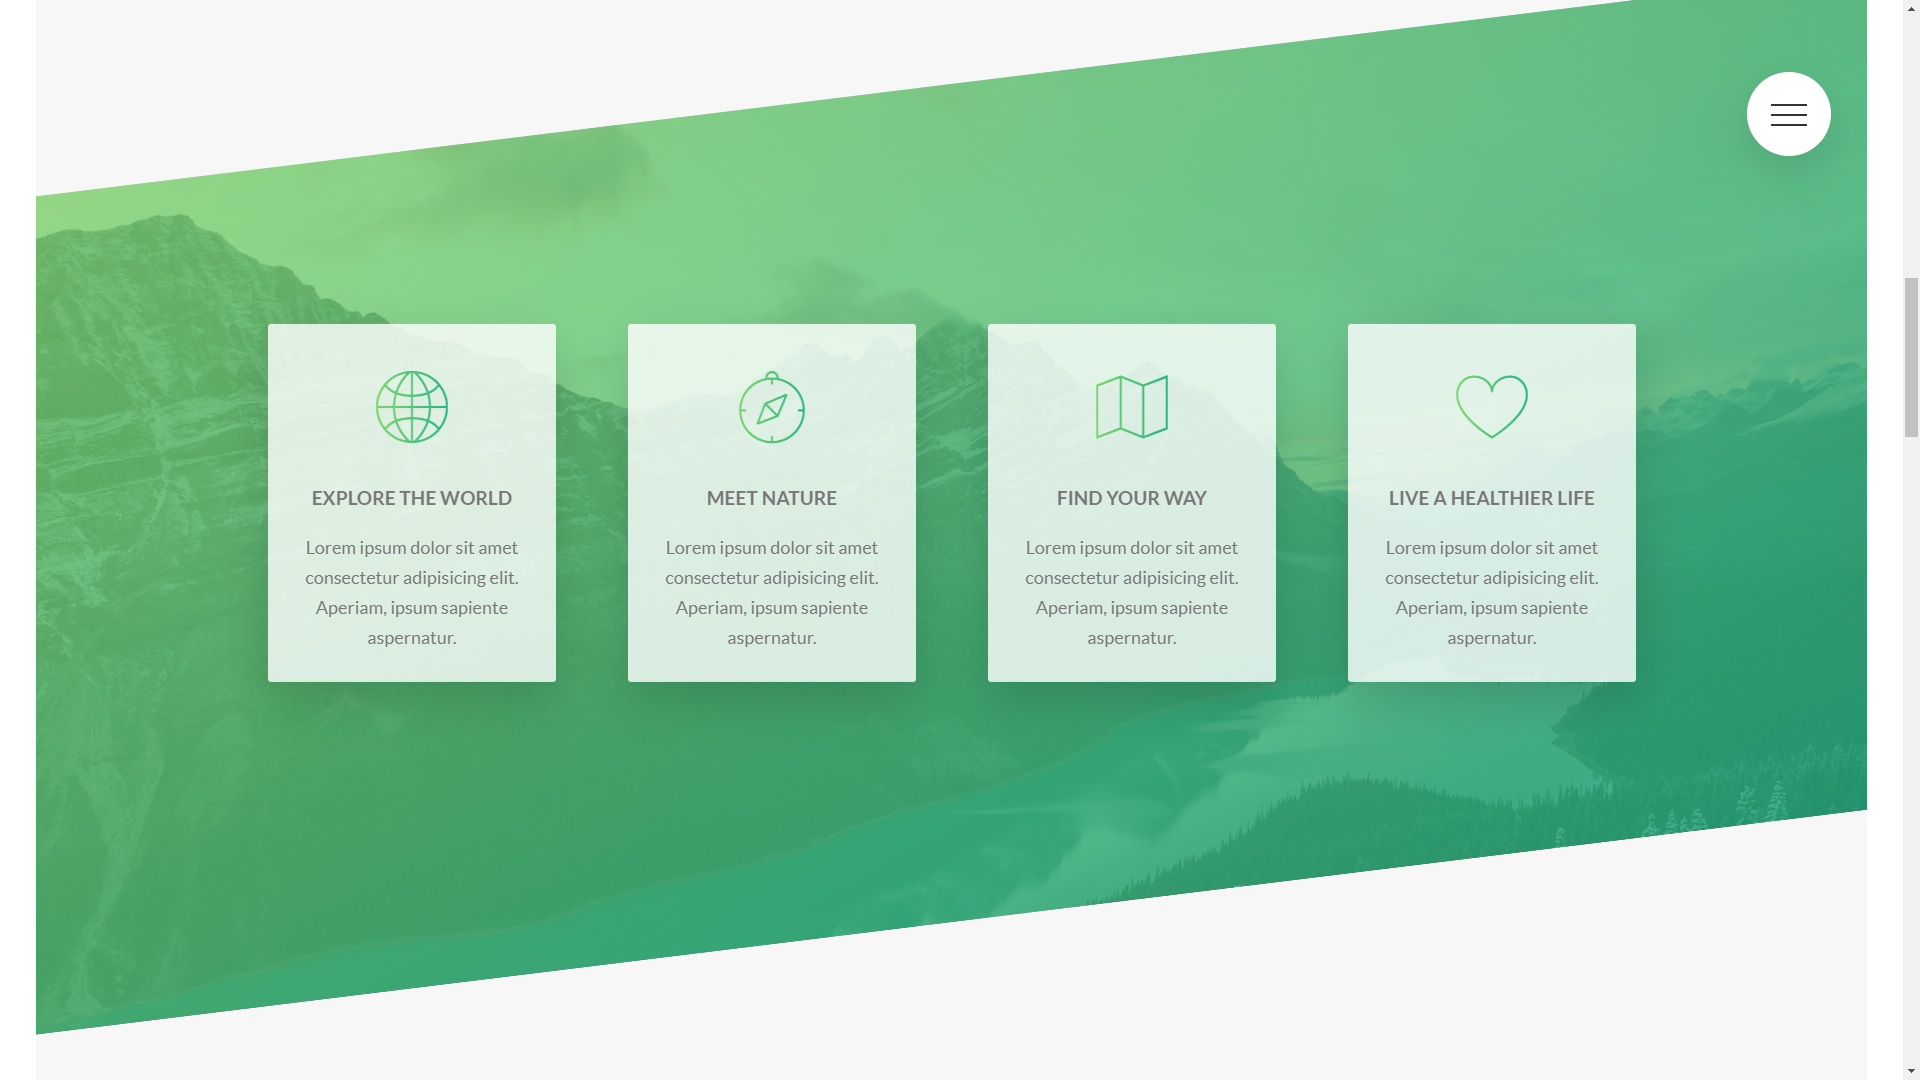 EXPLORE THE WORLD
Lorem ipsum dolor sit amet
consectetur adipisicing elit.
Aperiam, ipsum sapiente
aspernatur.
MEET NATURE
Lorem ipsum dolor sit amet
consectetur adipisicing elit.
Aperiam, ipsum sapiente
aspernatur.
FIND YOUR WAY
Lorem ipsum dolor sit amet
consectetur adipisicing elit.
Aperiam, ipsum sapiente
aspernatur.
LIVE A HEALTHIER LIFE
Lorem ipsum dolor sit amet
consectetur adipisicing elit.
Aperiam, ipsum sapiente
aspernatur.